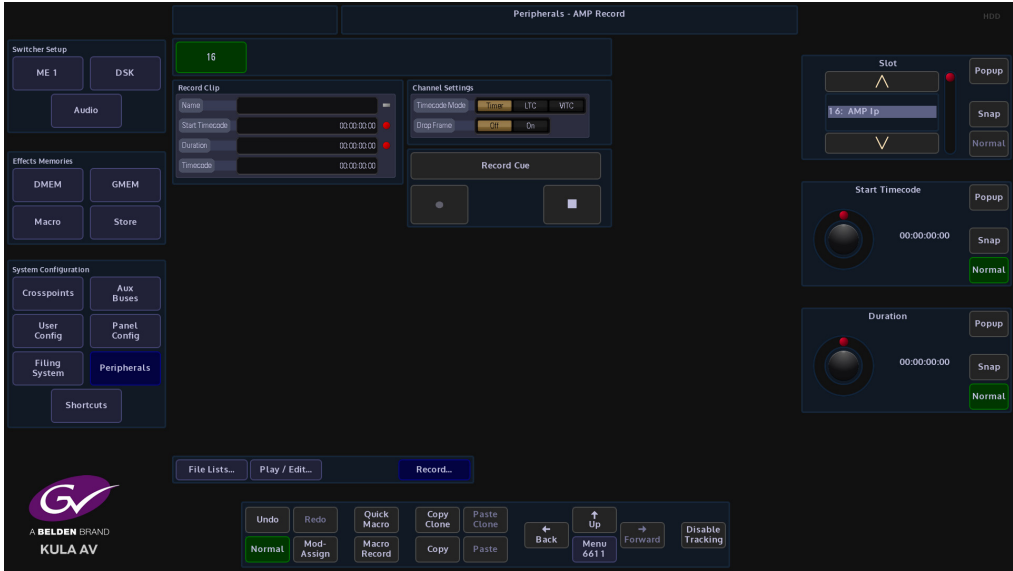 Peripherals - AMP Record
HDD
Switcher Setup
ME 1
DSK
Audio
Effects Memories
DMEM
GMEM
Macro
Store
System Configuration
Crosspoints
Aux
Buses
User
Config
Panel
Config
Filing
System
Peripherals
Shortcuts
A BELDEN BRAND
KULA AV
16
Record Clip
Name
Start Timecode
00:00:00:00
Duration
00:00:00:00
Timecode
00:00:00:00
Channel Settings
Timecode Mode
Timer
LTC
VITC
Drop Frame
Off
On
Record Cue
File Lists...
Play / Edit...
Record...
Undo
Redo
Quick
Macro
Copy
Clone
Paste
Clone
Back
Up
Forward
Disable
Tracking
Normal
Mod-
Assign
Macro
Record
Copy
Paste
Menu
6611
Slot
16: AMP Ip
Popup
Snap
Normal
Start Timecode
00:00:00:00
Popup
Snap
Normal
Duration
00:00:00:00
Popup
Snap
Normal